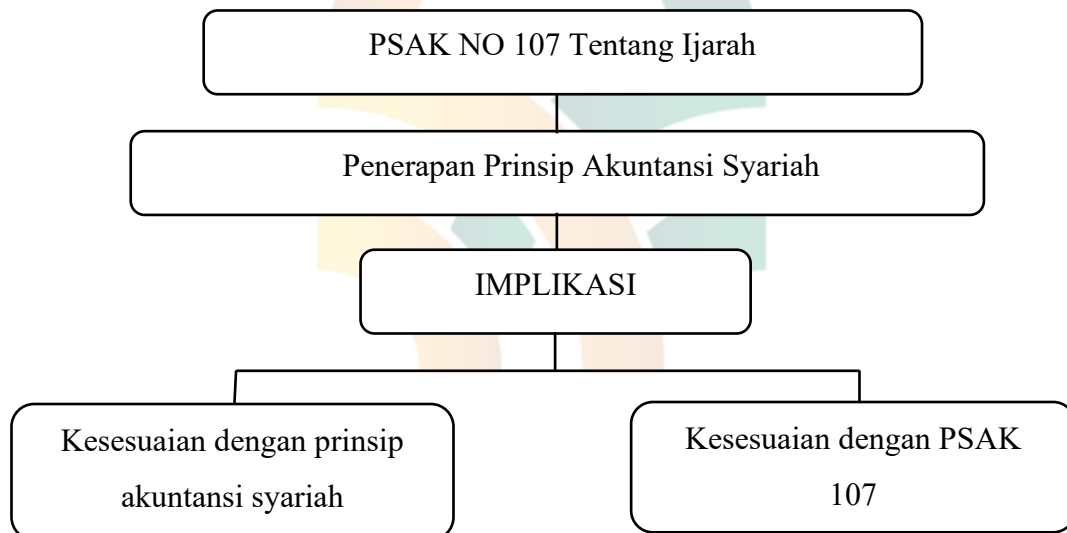 PSAK NO 107 Tentang Ijarah
Penerapan Prinsip Akuntansi Syariah
IMPLIKASI
Kesesuaian dengan prinsip
akuntansi syariah
Kesesuaian dengan PSAK
107